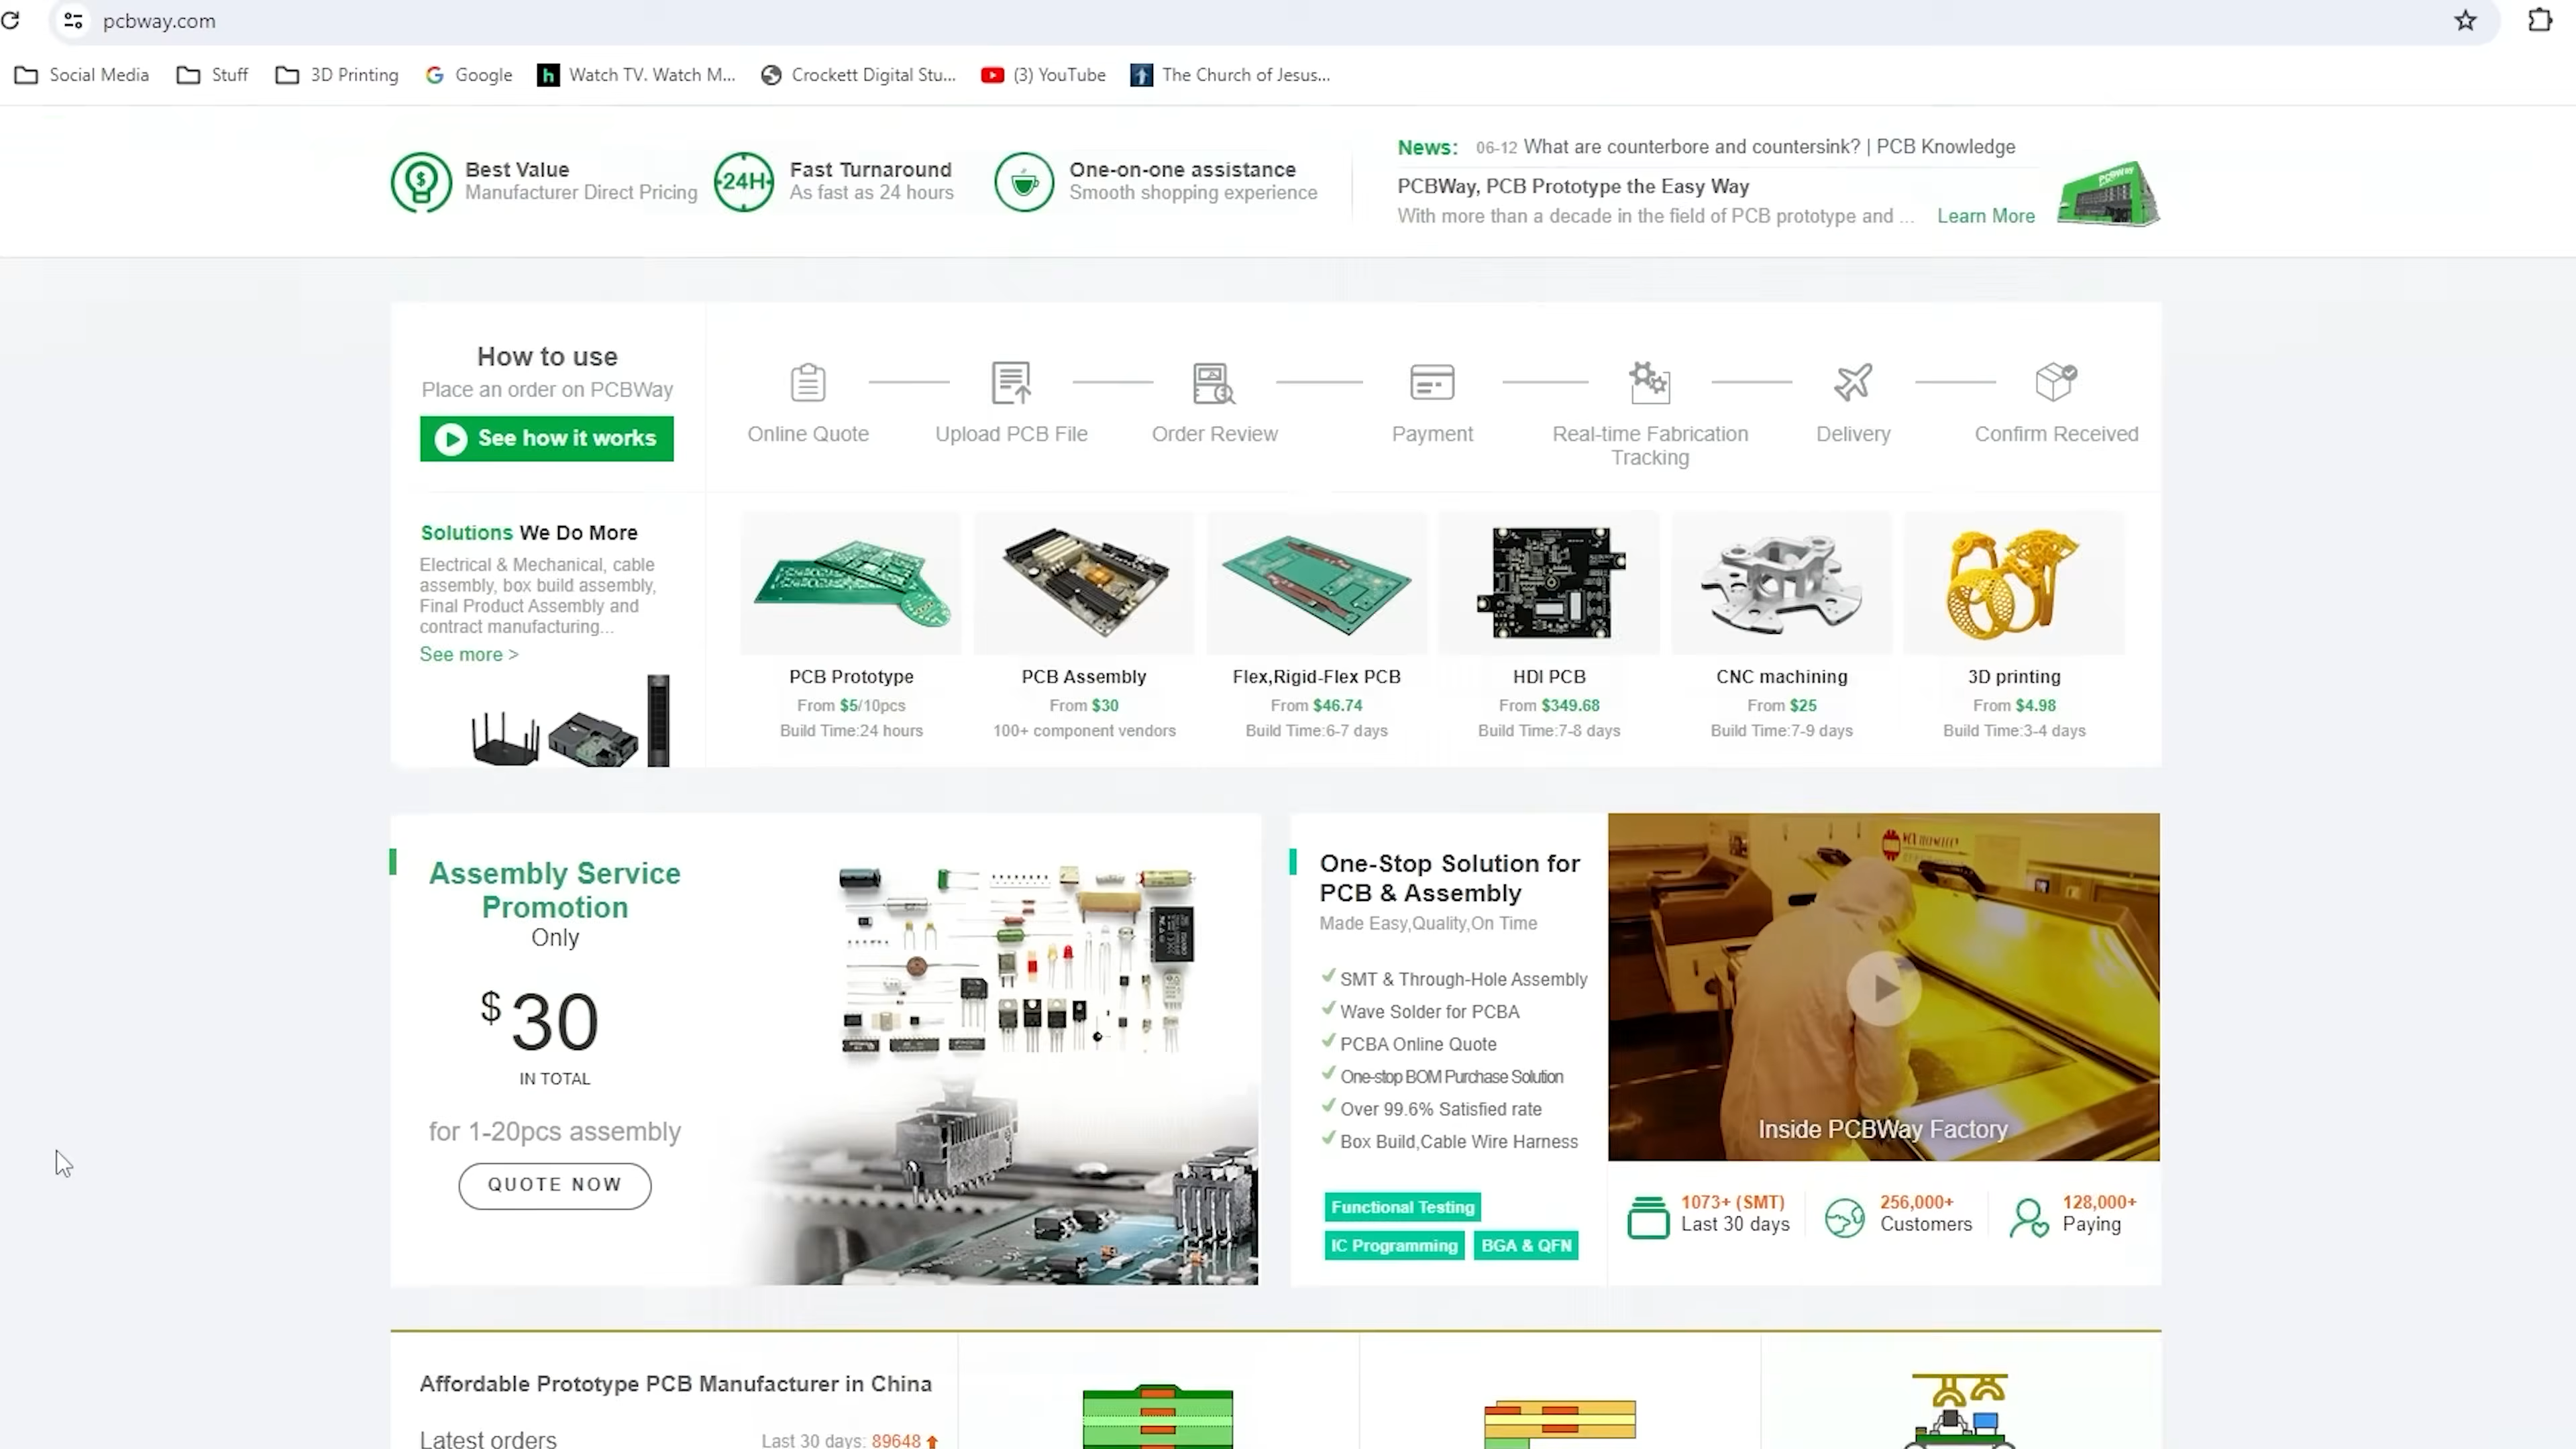 pcbway.com
Social Media
Stuff
3D Printing
Google
Watch TV. Watch M...
Crockett Digital Stu...
(3) YouTube
The Church of Jesus...
Best Value
Manufacturer Direct Pricing
24H
Fast Turnaround
As fast as 24 hours
One-on-one assistance
Smooth shopping experience
News: 06-12 What are counterbore and countersink? | PCB Knowledge
PCBWay, PCB Prototype the Easy Way
With more than a decade in the field of PCB prototype and ... Learn More
PCBWay
How to use
Place an order on PCBWay
See how it works
Online Quote
Upload PCB File
Order Review
Payment
Real-time Fabrication
Tracking
Delivery
Confirm Received
Solutions We Do More
Electrical & Mechanical, cable
assembly, box build assembly,
Final Product Assembly and
contract manufacturing...
See more >
PCB Prototype
From $5/10pcs
Build Time:24 hours
PCB Assembly
From $30
100+ component vendors
Flex,Rigid-Flex PCB
From $46.74
Build Time:6-7 days
HDI PCB
From $349.68
Build Time:7-8 days
CNC machining
From $25
Build Time:7-9 days
3D printing
From $4.98
Build Time:3-4 days
Assembly Service
Promotion
Only
$30
IN TOTAL
for 1-20pcs assembly
QUOTE NOW
One-Stop Solution for
PCB & Assembly
Made Easy,Quality,On Time
SMT & Through-Hole Assembly
Wave Solder for PCBA
PCBA Online Quote
One-stop BOM Purchase Solution
Over 99.6% Satisfied rate
Box Build,Cable Wire Harness
Functional Testing
IC Programming
BGA & QFN
Inside PCBWay Factory
1073+ (SMT)
Last 30 days
256,000+
Customers
128,000+
Paying
Affordable Prototype PCB Manufacturer in China
Latest orders
Last 30 days: 89648